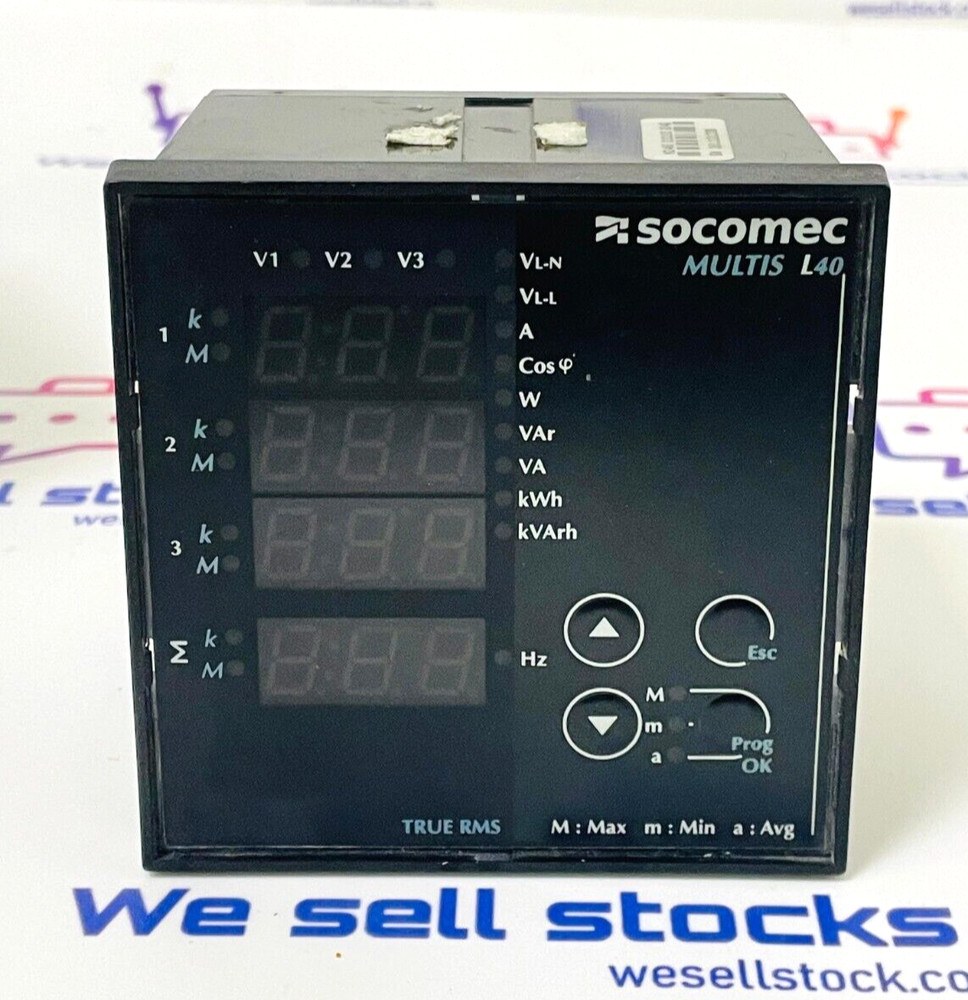 wesellstock.
socomec
MULTIS L40
V1 V2 V3
VL-N
VL-L
A
Cos φ
W
VAr
VA
kWh
kVArh
1 k
M
2 k
M
3 k
M
Σ k
M
Hz
Esc
M
m
a
Prog
OK
TRUE RMS
M : Max m : Min a : Avg
We sell stocks
wesellstock.co